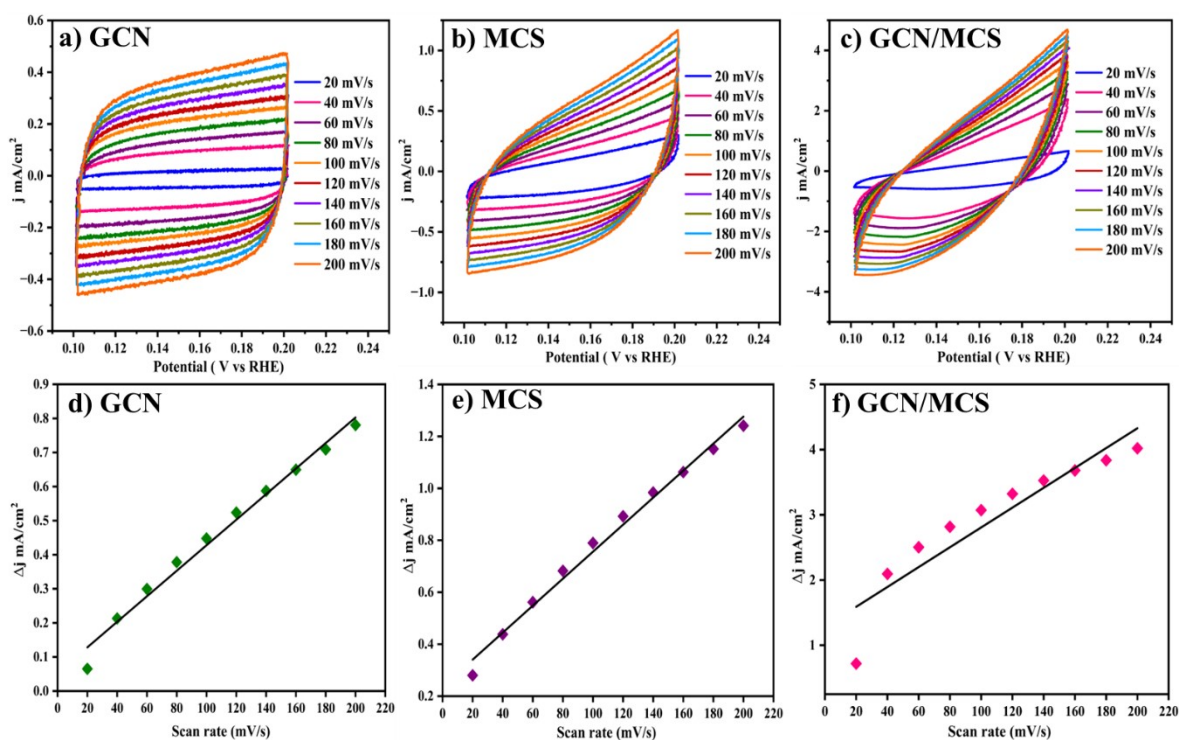 a) GCN
0.6
0.4
0.2
0.0
−0.2
−0.4
−0.6
j mA/cm²
20 mV/s
40 mV/s
60 mV/s
80 mV/s
100 mV/s
120 mV/s
140 mV/s
160 mV/s
180 mV/s
200 mV/s
0.10 0.12 0.14 0.16 0.18 0.20 0.22 0.24
Potential ( V vs RHE)
b) MCS
1.0
0.5
0.0
−0.5
−1.0
j mA/cm²
20 mV/s
40 mV/s
60 mV/s
80 mV/s
100 mV/s
120 mV/s
140 mV/s
160 mV/s
180 mV/s
200 mV/s
0.10 0.12 0.14 0.16 0.18 0.20 0.22 0.24
Potential ( V vs RHE)
c) GCN/MCS
4
2
0
−2
−4
j mA/cm²
20 mV/s
40 mV/s
60 mV/s
80 mV/s
100 mV/s
120 mV/s
140 mV/s
160 mV/s
180 mV/s
200 mV/s
0.10 0.12 0.14 0.16 0.18 0.20 0.22 0.24
Potential ( V vs RHE)
d) GCN
0.9
0.8
0.7
0.6
0.5
0.4
0.3
0.2
0.1
0.0
Δj mA/cm²
0 20 40 60 80 100 120 140 160 180 200 220
Scan rate (mV/s)
e) MCS
1.4
1.2
1.0
0.8
0.6
0.4
0.2
Δj mA/cm²
0 20 40 60 80 100 120 140 160 180 200 220
Scan rate (mV/s)
f) GCN/MCS
5
4
3
2
1
Δj mA/cm²
0 20 40 60 80 100 120 140 160 180 200 220
Scan rate (mV/s)